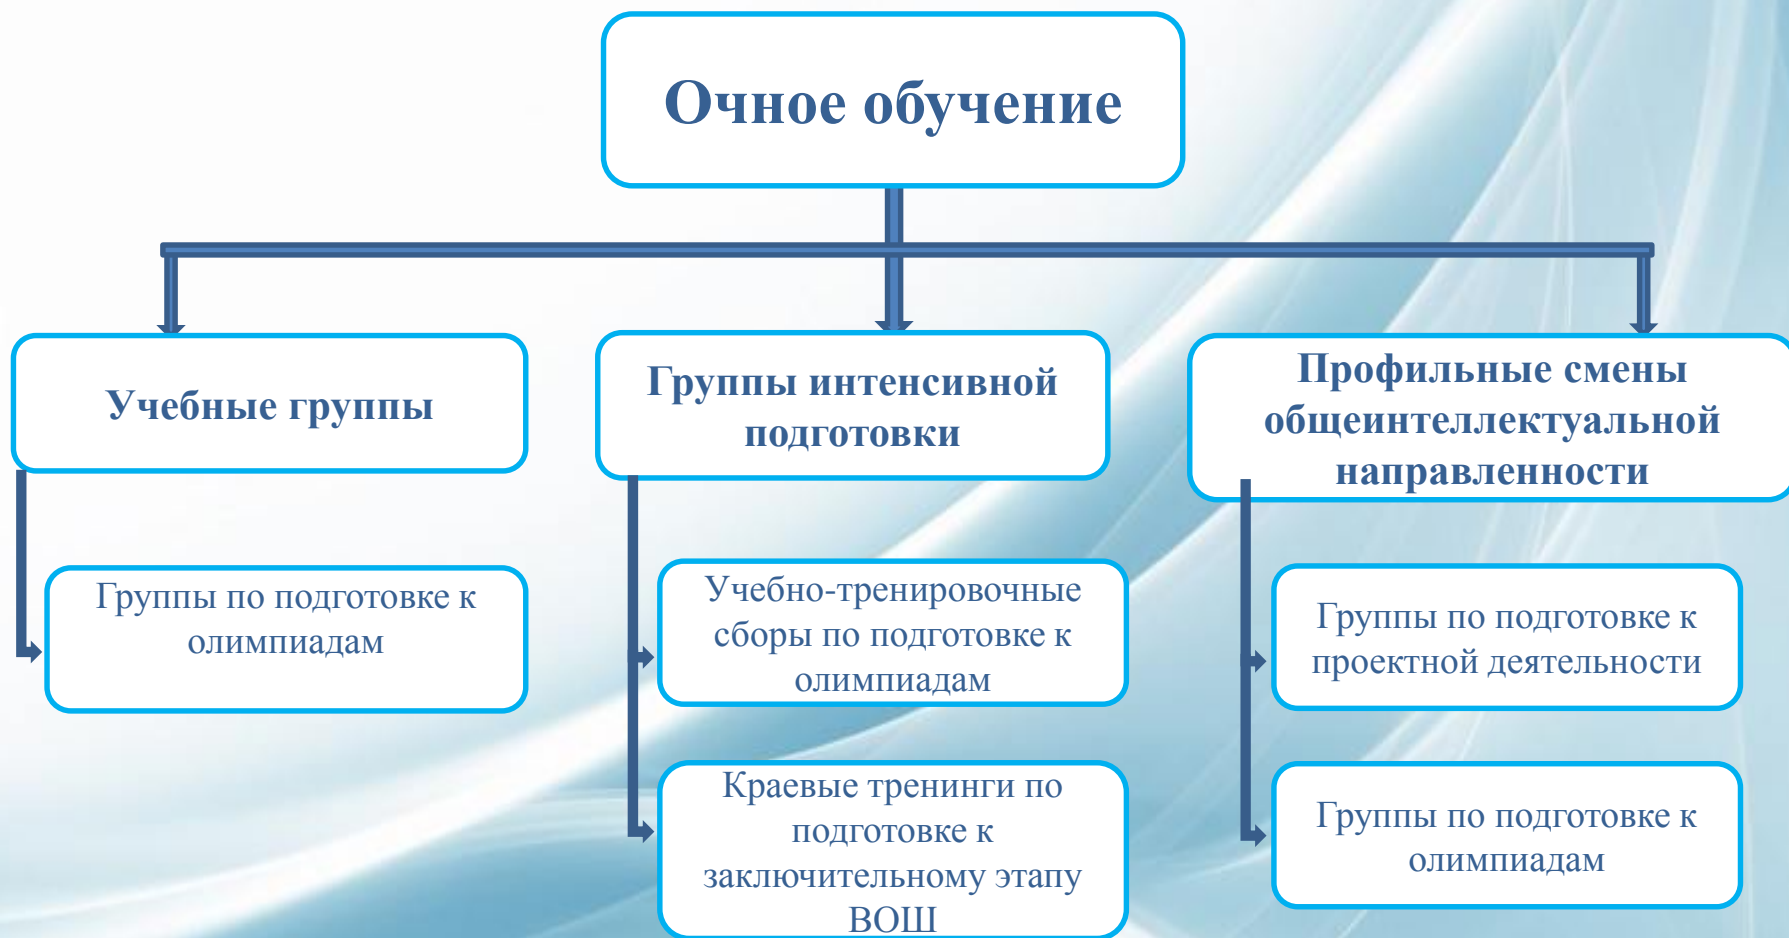 Очное обучение
Учебные группы
Группы по подготовке к
олимпиадам
Группы интенсивной
подготовки
Учебно-тренировочные
сборы по подготовке к
олимпиадам
Краевые тренинги по
подготовке к
заключительному этапу
ВОШ
Профильные смены
общеинтеллектуальной
направленности
Группы по подготовке к
проектной деятельности
Группы по подготовке к
олимпиадам